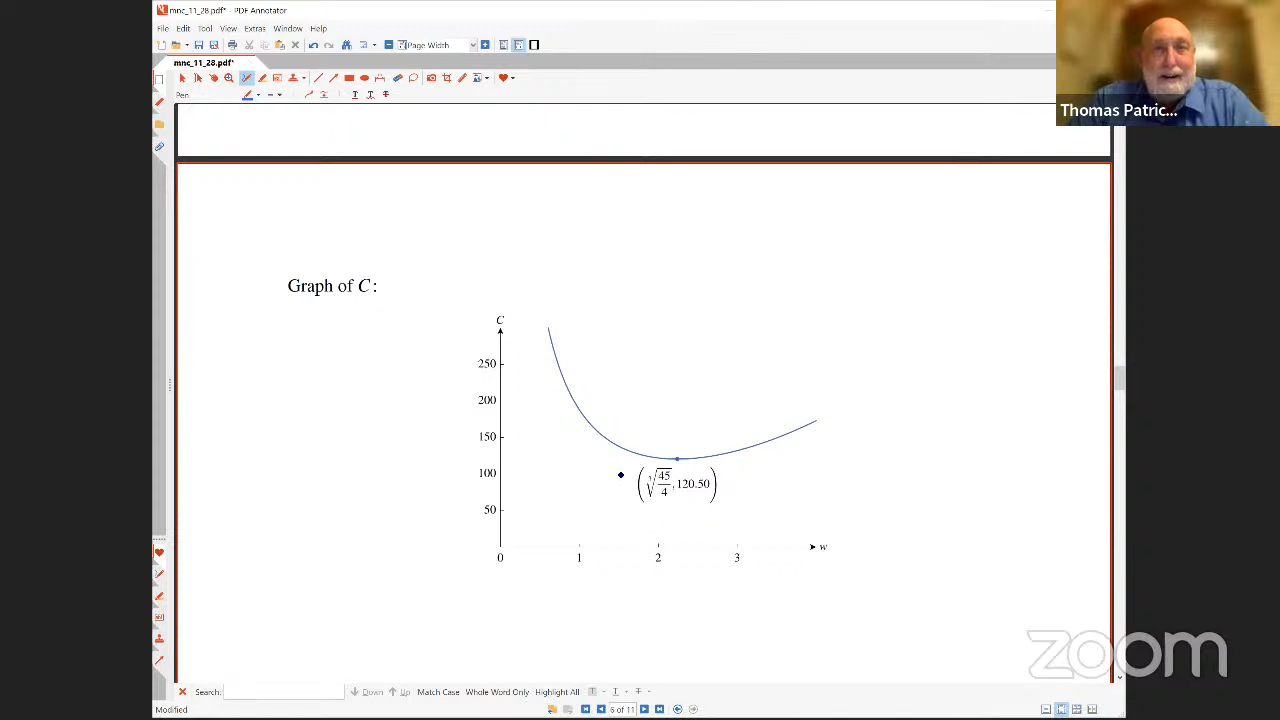 mnc_11_28.pdf* - PDF Annotator
File Edit Tool View Extras Window Help
Page Width
mnc_11_28.pdf*
Pen
Thomas Patric...
Graph of C:
C
250
200
150
100
50
(∛45/4, 120.50)
0 1 2 3 w
zoom
Search: Down Up Match Case Whole Word Only Highlight All
6 of 11
Modified